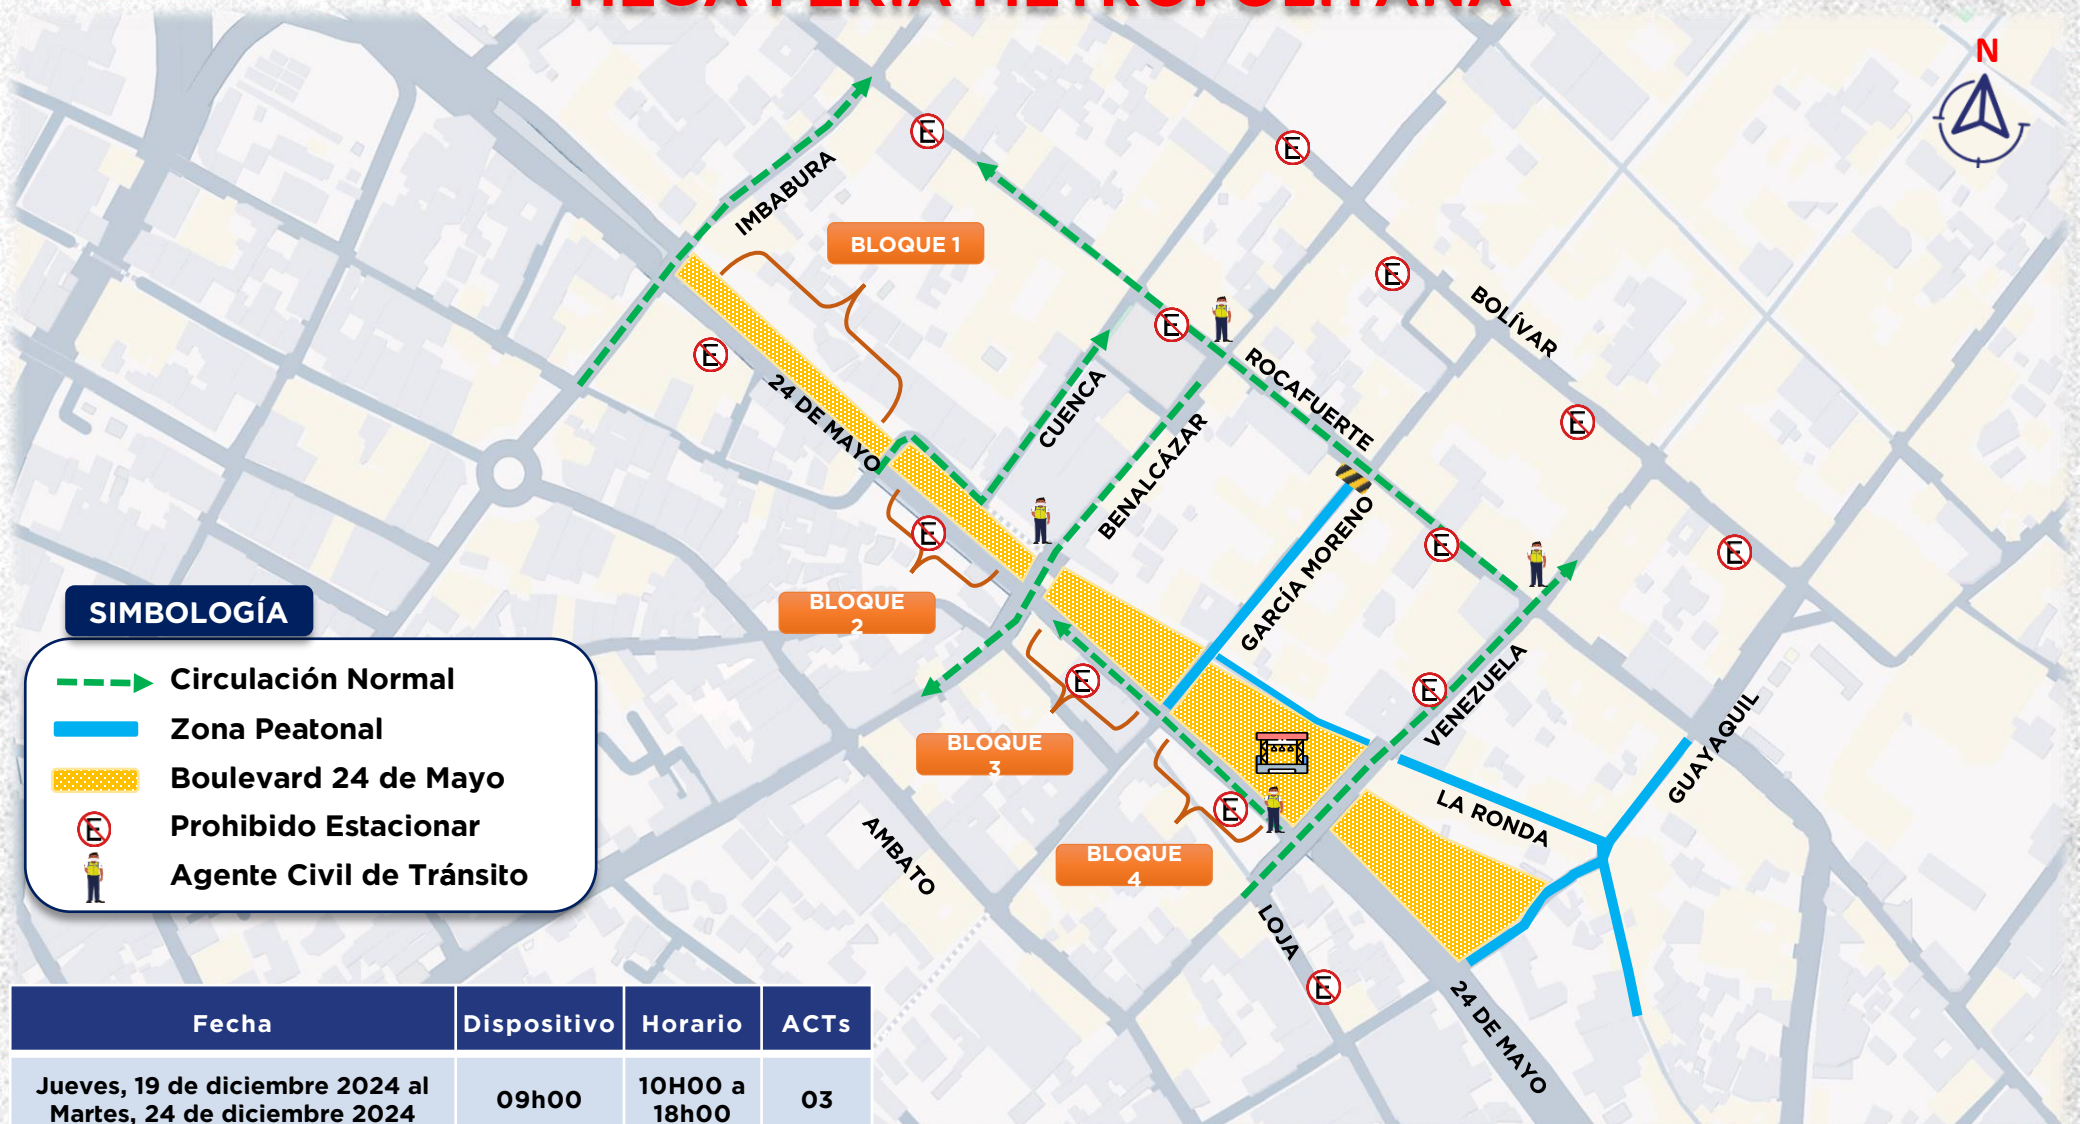 MEGA FERIA METROPOLITANA
N
IMBABURA
BLOQUE 1
BOLÍVAR
24 DE MAYO
CUENCA
ROCAFUERTE
BENALCÁZAR
GARCÍA MORENO
BLOQUE
2
VENEZUELA
BLOQUE
3
GUAYAQUIL
LA RONDA
AMBATO
BLOQUE
4
LOJA
24 DE MAYO
SIMBOLOGÍA
Circulación Normal
Zona Peatonal
Boulevard 24 de Mayo
E Prohibido Estacionar
Agente Civil de Tránsito
E
E
E
E
E
E
E
E
E
E
E
E
E
Fecha Dispositivo Horario ACTs
Jueves, 19 de diciembre 2024 al
Martes, 24 de diciembre 2024
09h00
10H00 a
18h00
03